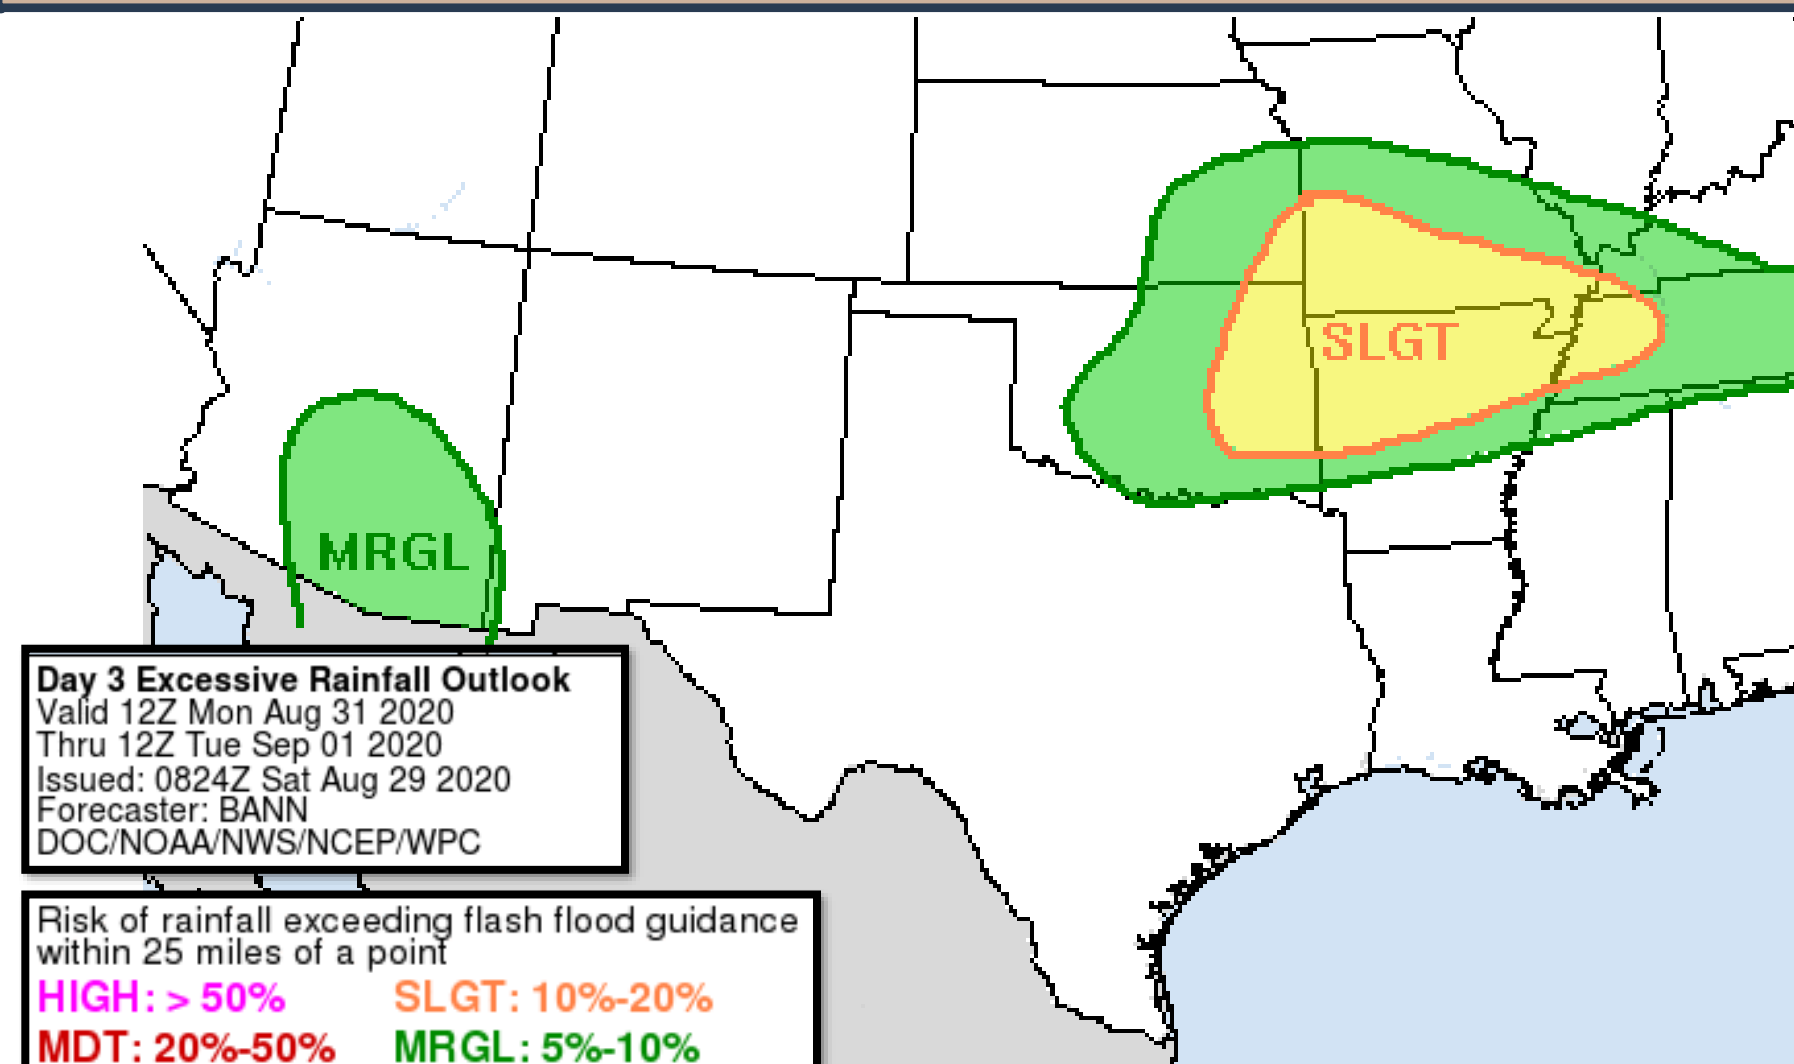 SLGT
MRGL
Day 3 Excessive Rainfall Outlook
Valid 12Z Mon Aug 31 2020
Thru 12Z Tue Sep 01 2020
Issued: 0824Z Sat Aug 29 2020
Forecaster: BANN
DOC/NOAA/NWS/NCEP/WPC
Risk of rainfall exceeding flash flood guidance
within 25 miles of a point
HIGH: > 50% SLGT: 10%-20%
MDT: 20%-50% MRGL: 5%-10%